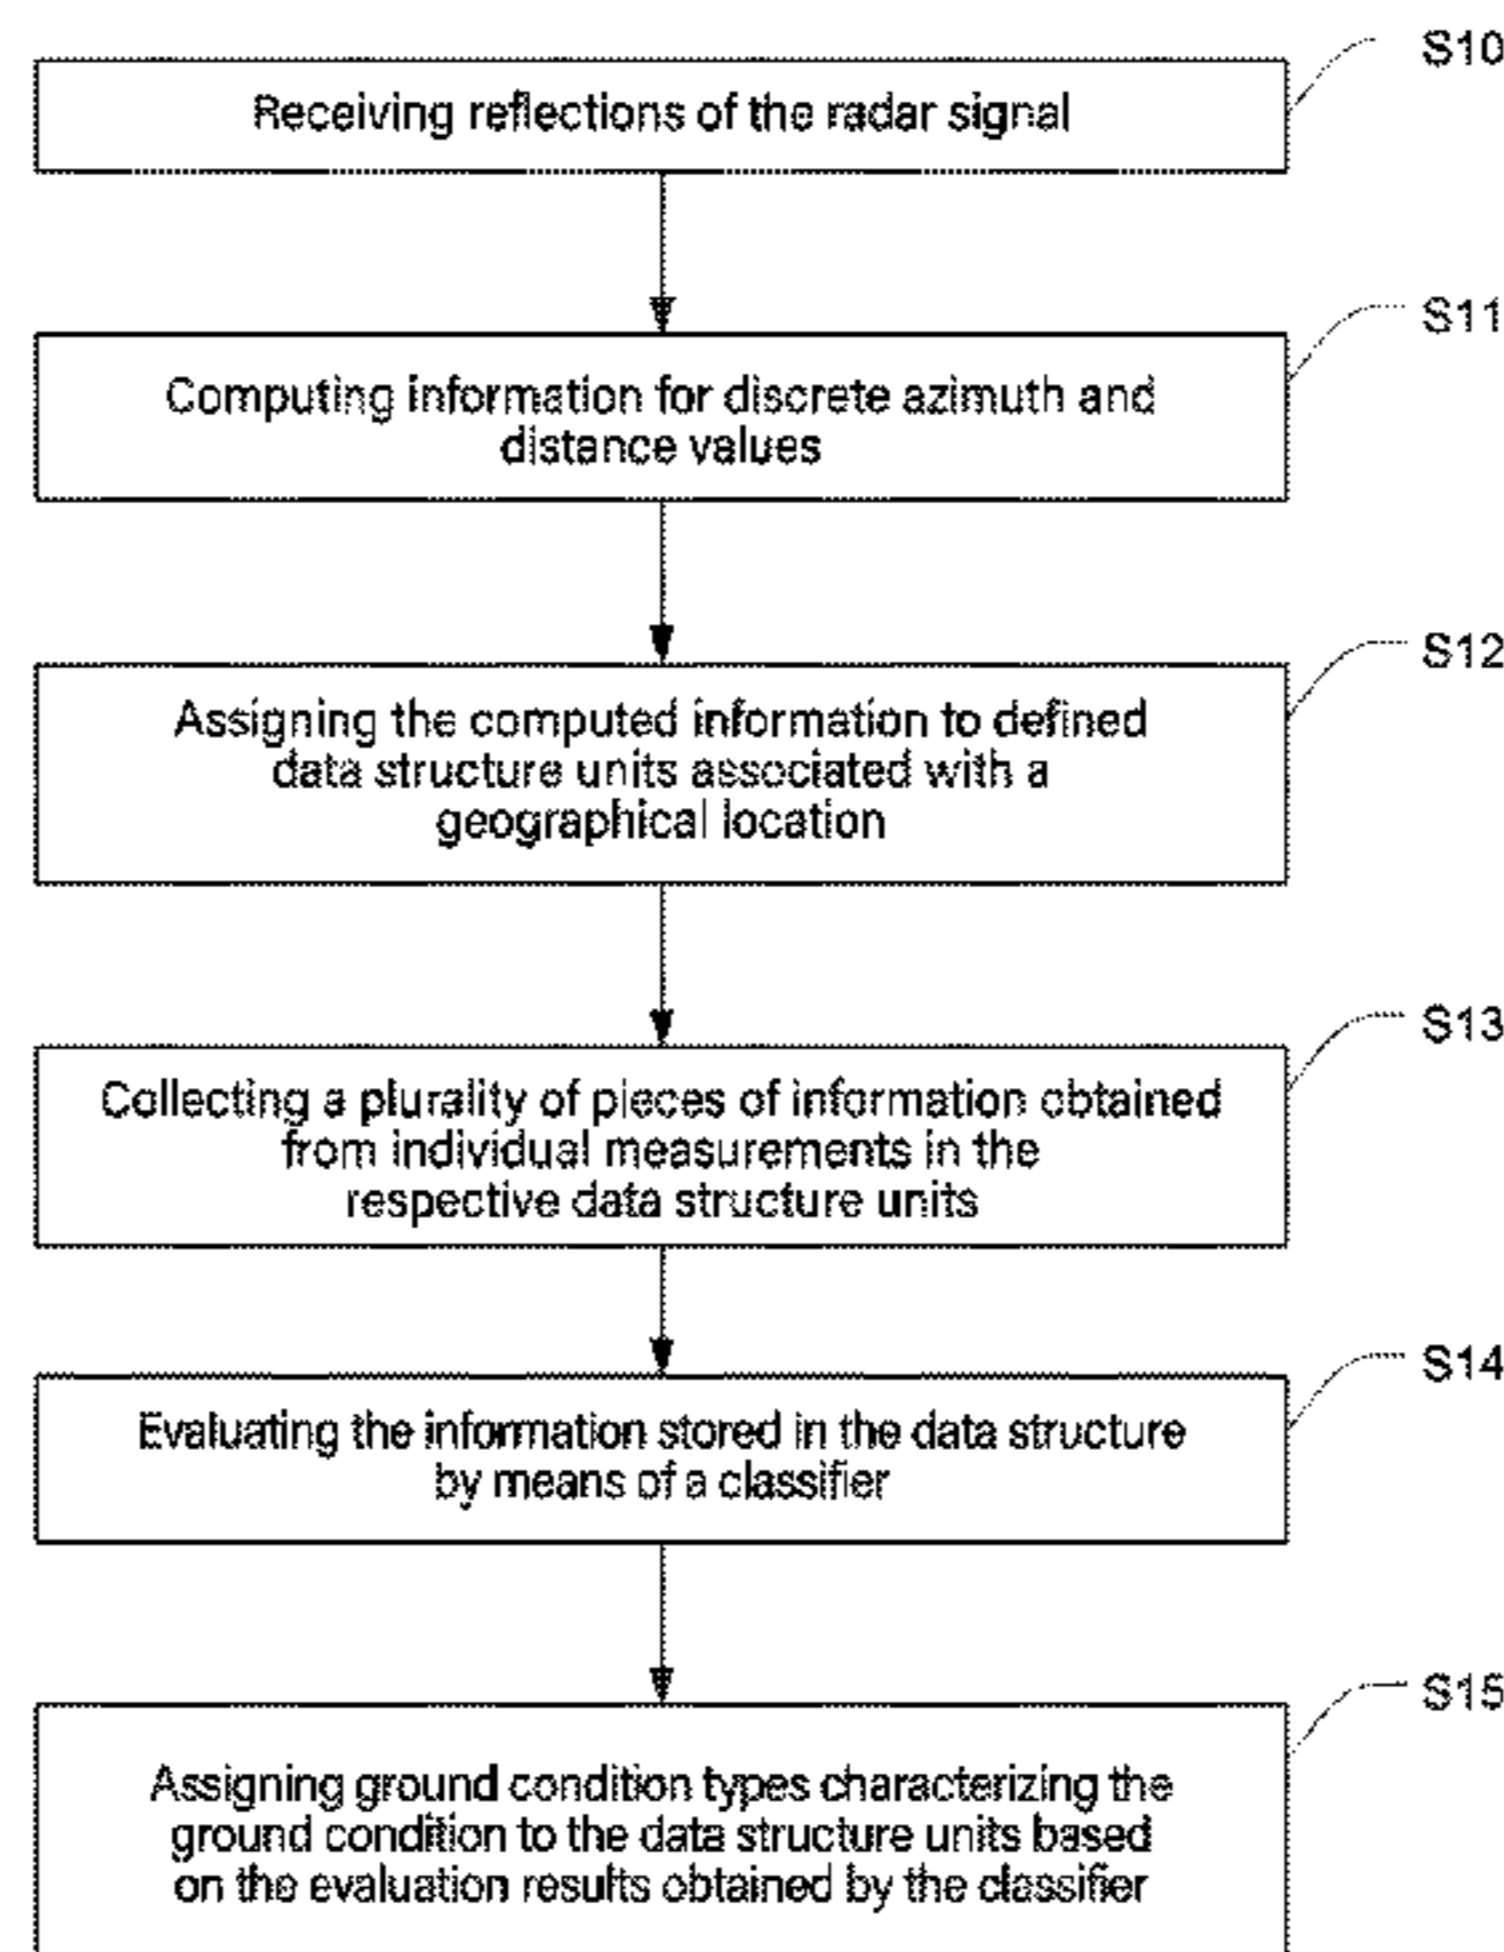 S10
Receiving reflections of the radar signal
S11
Computing information for discrete azimuth and
distance values
S12
Assigning the computed information to defined
data structure units associated with a
geographical location
S13
Collecting a plurality of pieces of information obtained
from individual measurements in the
respective data structure units
S14
Evaluating the information stored in the data structure
by means of a classifier
S15
Assigning ground condition types characterizing the
ground condition to the data structure units based
on the evaluation results obtained by the classifier